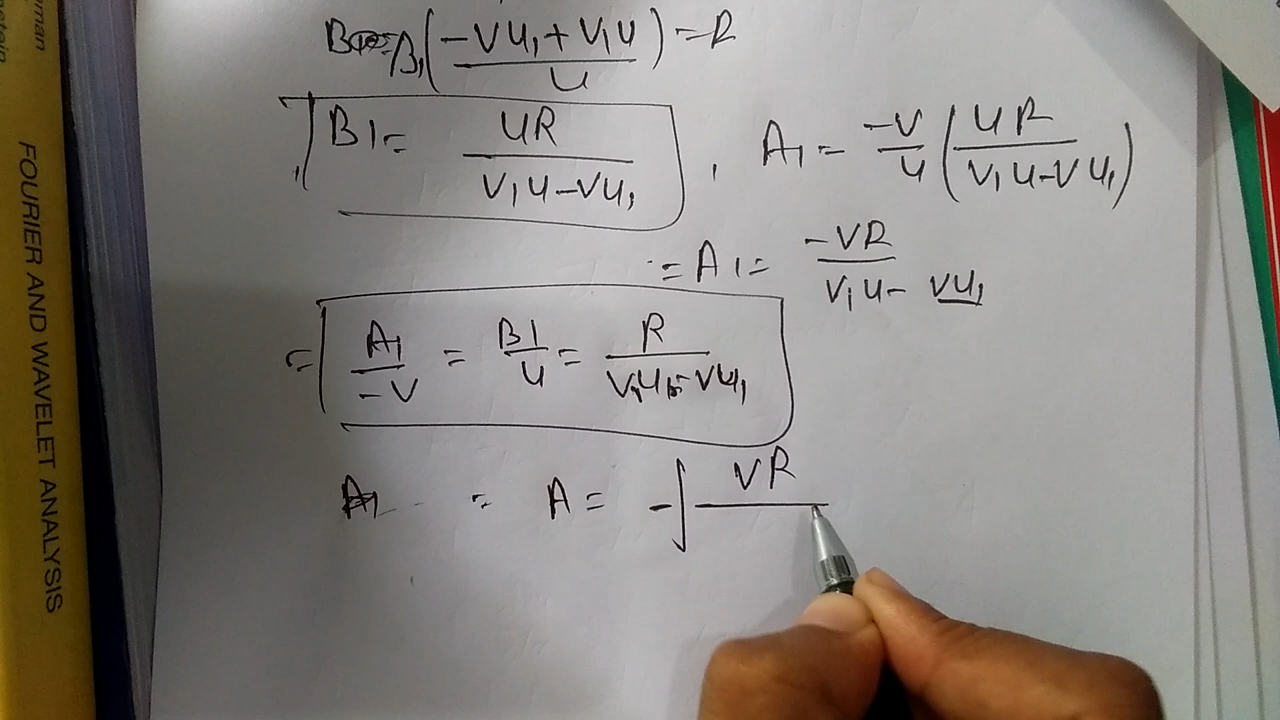 B₁(-vu₁+v₁u / u) = R
B1 = uR / v₁u-vu₁ , A₁ = -v/u (uR / v₁u-vu₁)
= A1 = -vR / v₁u-vu₁
= A₁/-v = B1/u = R / v₁u-vu₁
= A = -∫ vR
FOURIER AND WAVELET ANALYSIS